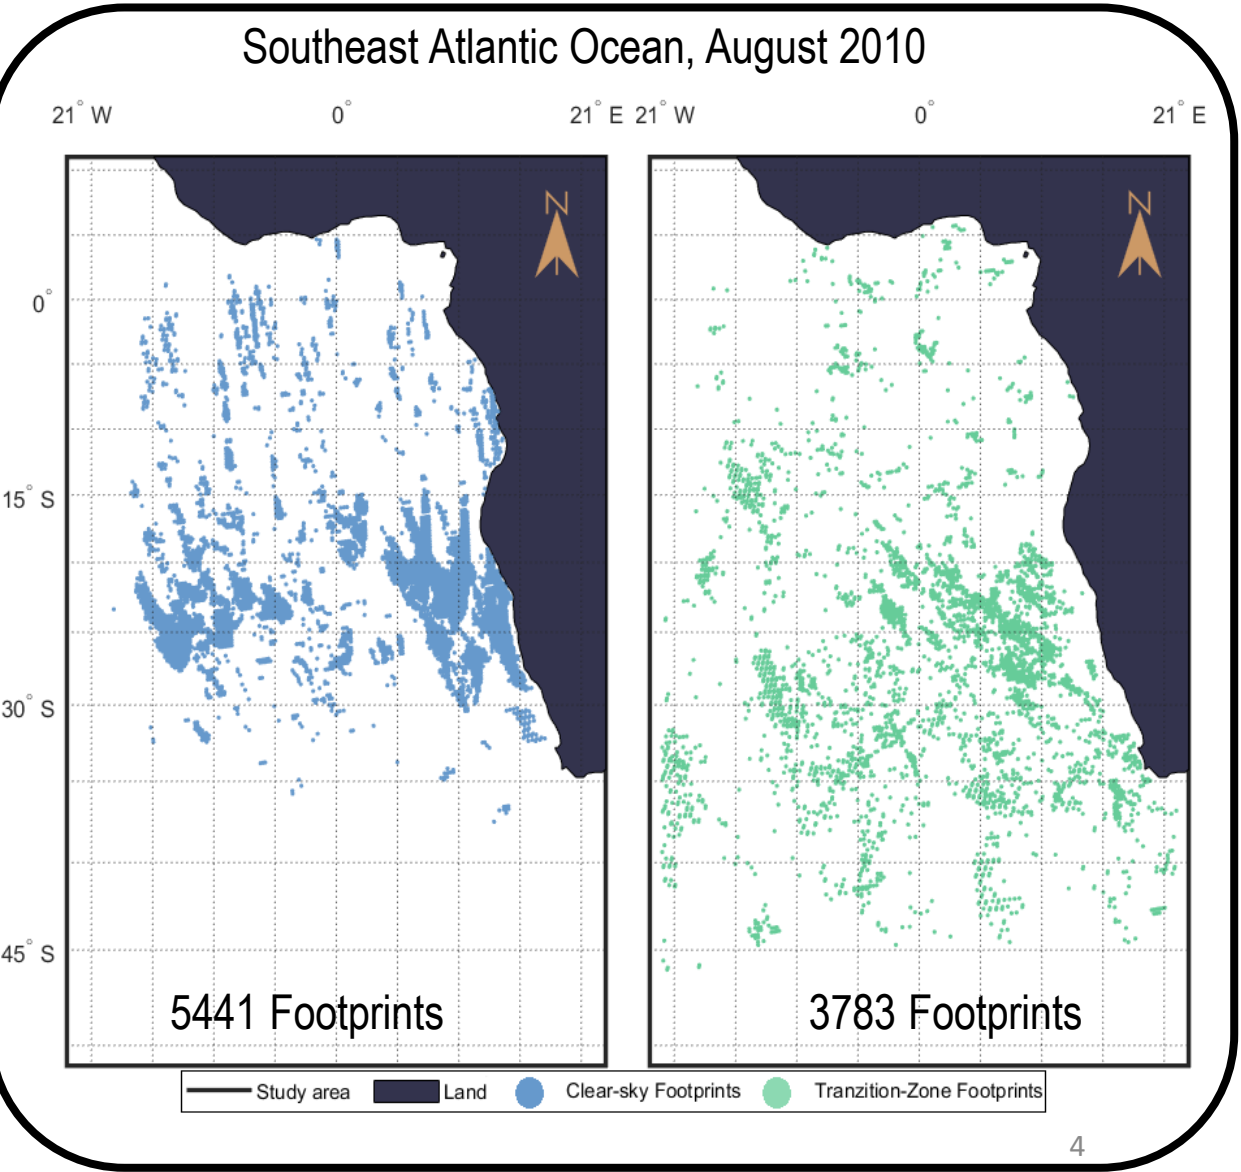 Southeast Atlantic Ocean, August 2010
21° W 0° 21° E 21° W 0° 21° E
N N
0°
15° S
30° S
45° S
5441 Footprints 3783 Footprints
Study area Land Clear-sky Footprints Tranzition-Zone Footprints
4